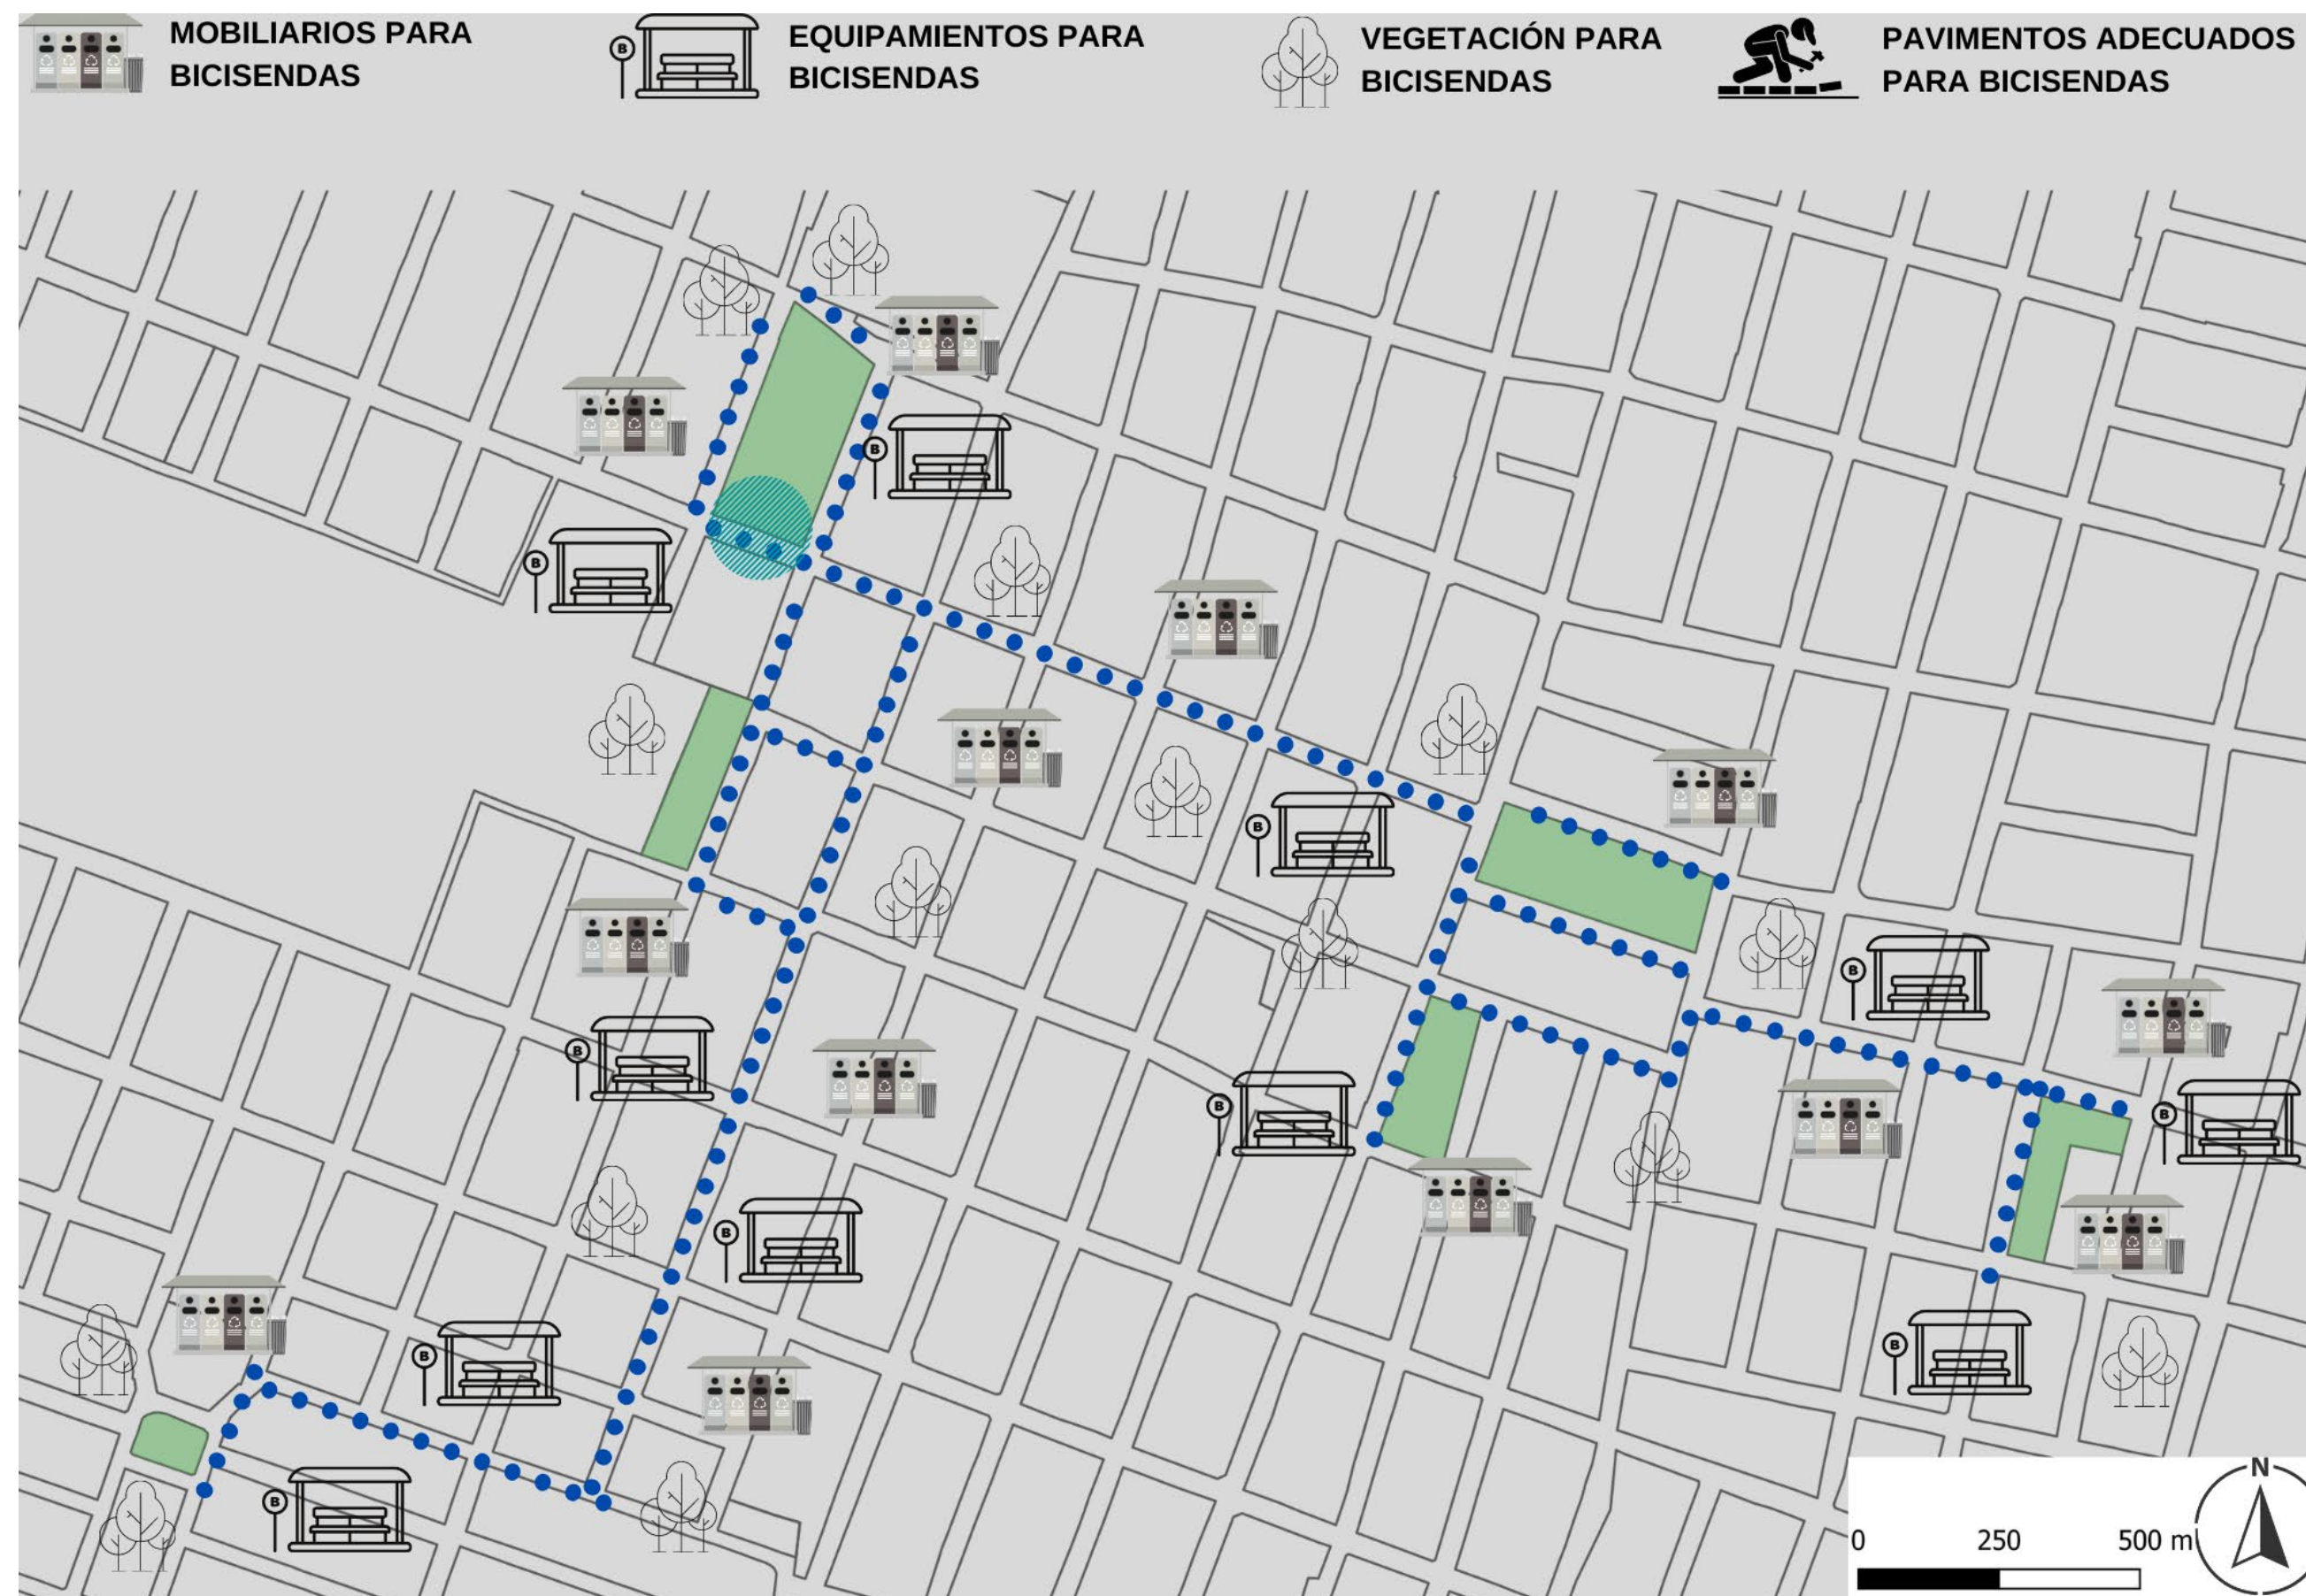 MOBILIARIOS PARA
BICISENDAS
B
EQUIPAMIENTOS PARA
BICISENDAS
VEGETACIÓN PARA
BICISENDAS
PAVIMENTOS ADECUADOS
PARA BICISENDAS
B
B
B
B
B
B
B
B
B
B
B
B
N
0 250 500 m